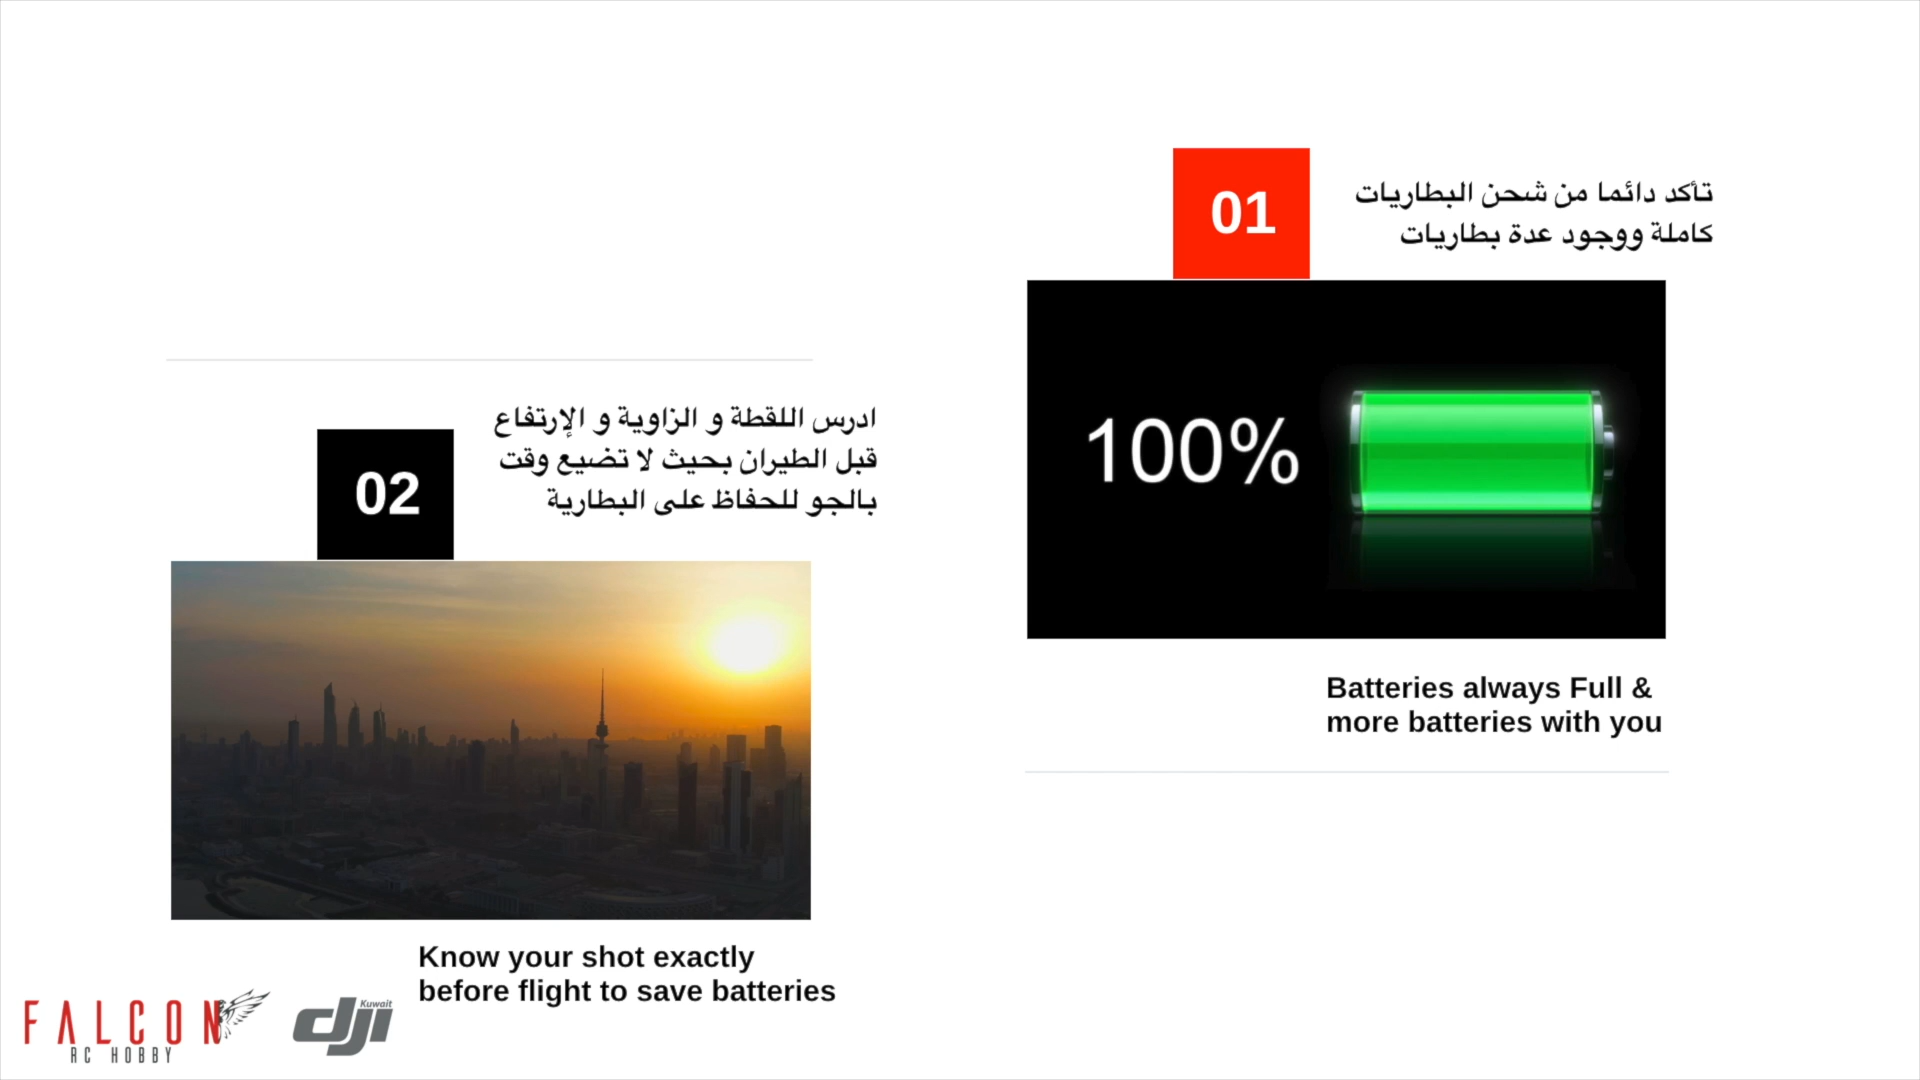 01
تأكد دائما من شحن البطاريات
كاملة ووجود عدة بطاريات
100%
Batteries always Full &
more batteries with you
02
ادرس اللقطة و الزاوية و الإرتفاع
قبل الطيران بحيث لا تضيع وقت
بالجو للحفاظ على البطارية
Know your shot exactly
before flight to save batteries
FALCON
RC HOBBY
dji
Kuwait